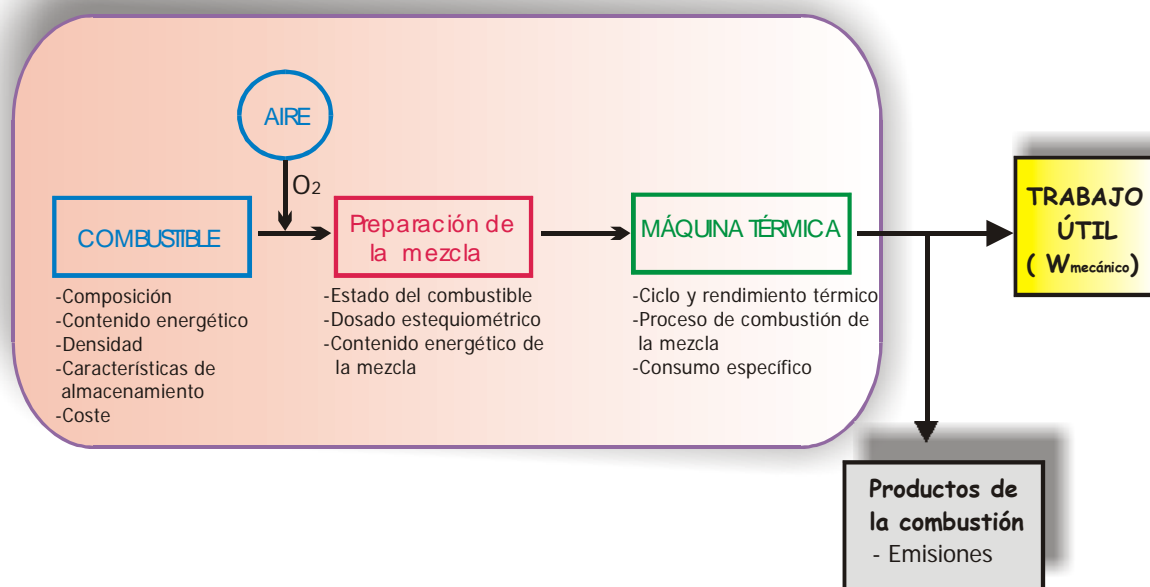 AIRE
O2
COMBUSTIBLE
-Composición
-Contenido energético
-Densidad
-Características de
almacenamiento
-Coste
Preparación de
la mezcla
-Estado del combustible
-Dosado estequiométrico
-Contenido energético de
la mezcla
MÁQUINA TÉRMICA
-Ciclo y rendimiento térmico
-Proceso de combustión de
la mezcla
-Consumo específico
TRABAJO
ÚTIL
( Wmecánico)
Productos de
la combustión
- Emisiones